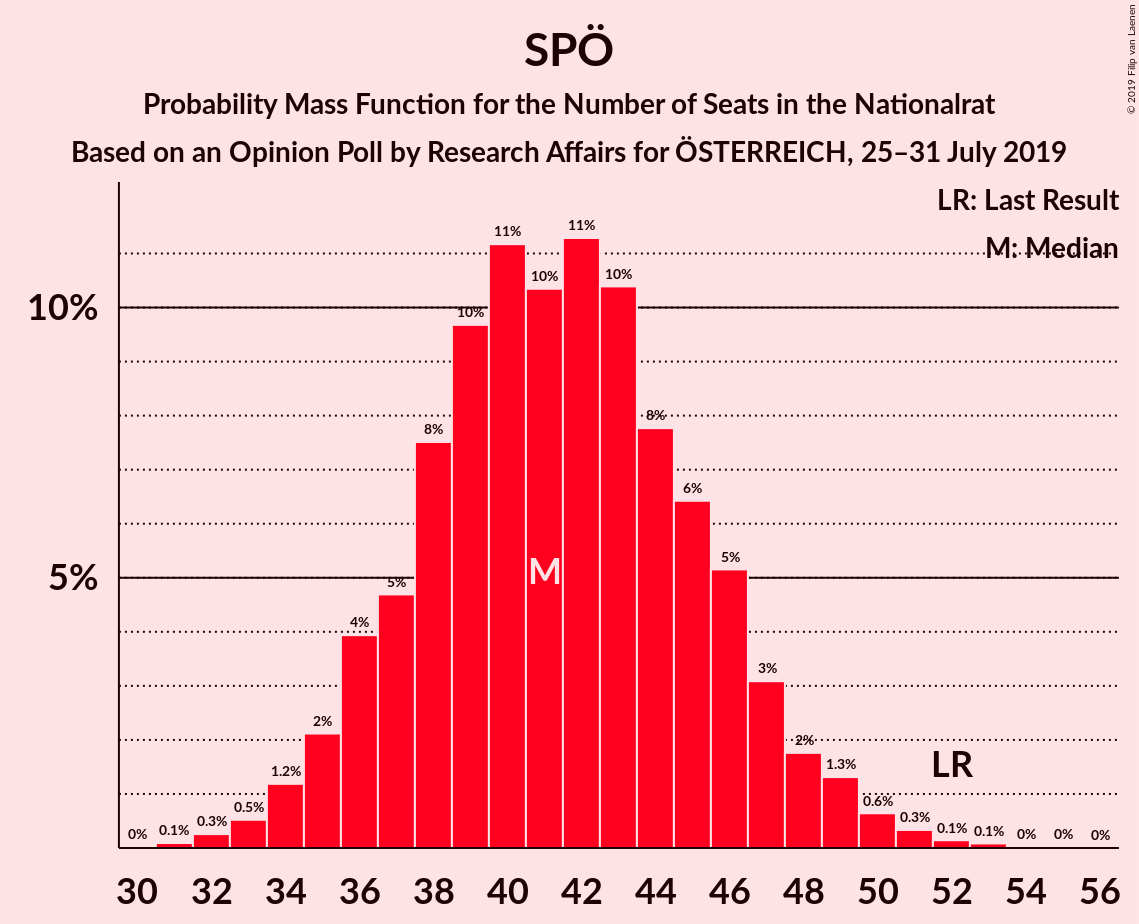 SPÖ
Probability Mass Function for the Number of Seats in the Nationalrat
Based on an Opinion Poll by Research Affairs for ÖSTERREICH, 25–31 July 2019
© 2019 Filip van Laenen
LR: Last Result
M: Median
10%
5%
0% 0.1% 0.3% 0.5% 1.2% 2% 4% 5% 8% 10% 11% 10% 11% 10% 8% 6% 5% 3% 2% 1.3% 0.6% 0.3% 0.1% 0.1% 0% 0% 0%
M
LR
30 32 34 36 38 40 42 44 46 48 50 52 54 56